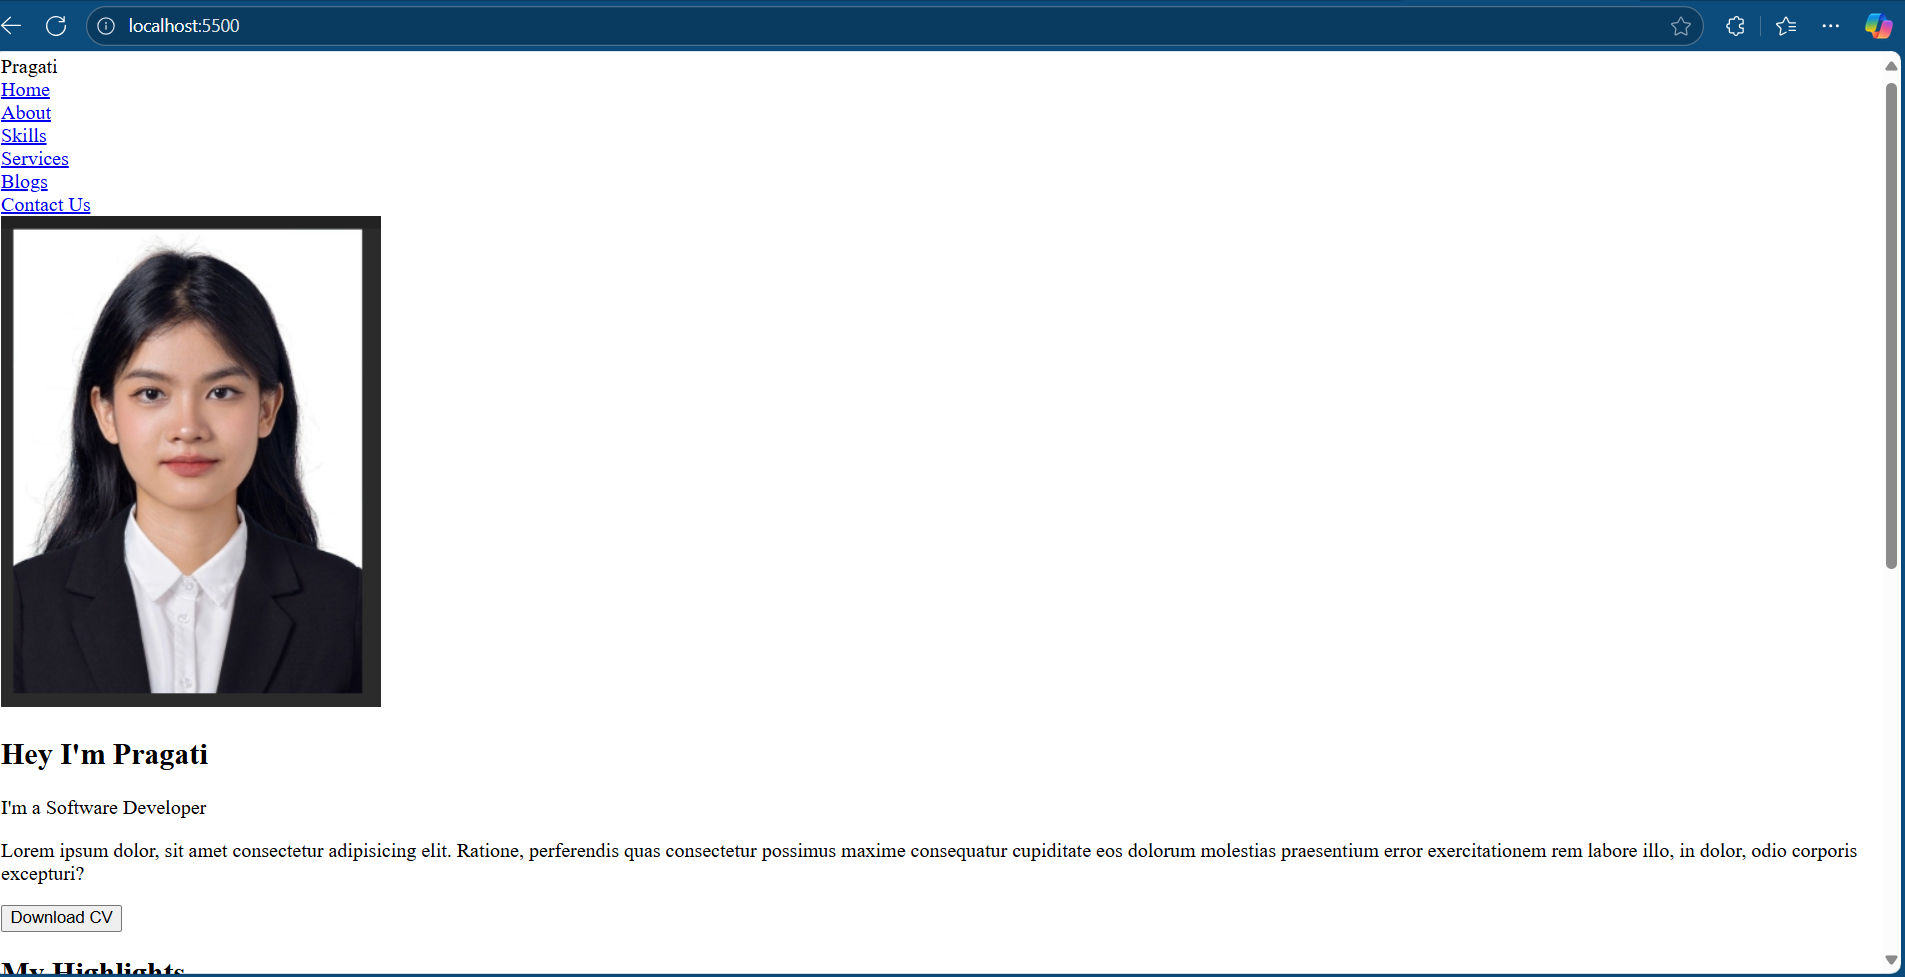 localhost:5500
Pragati
Home
About
Skills
Services
Blogs
Contact Us
Hey I'm Pragati
I'm a Software Developer
Lorem ipsum dolor, sit amet consectetur adipisicing elit. Ratione, perferendis quas consectetur possimus maxime consequatur cupiditate eos dolorum molestias praesentium error exercitationem rem labore illo, in dolor, odio corporis
excepturi?
Download CV
My Highlights